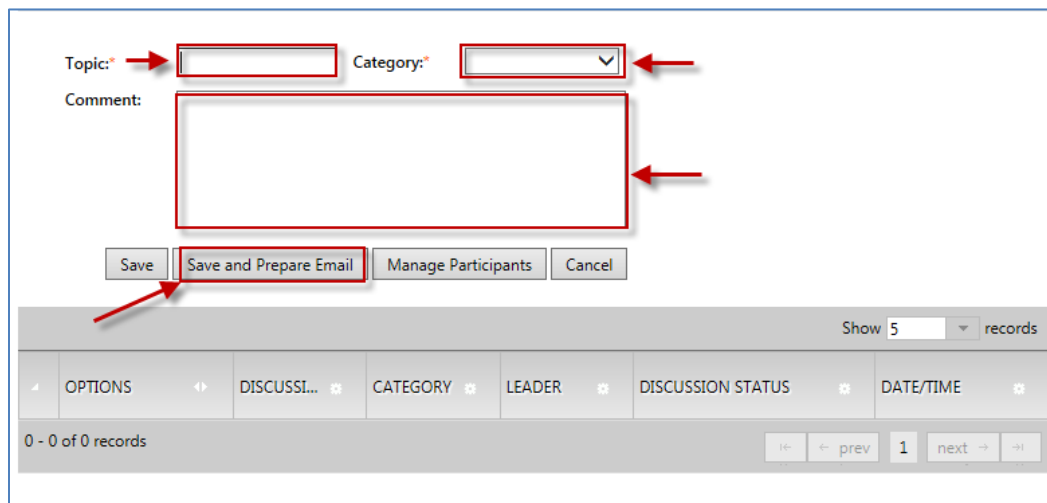 Topic:* Category:*
Comment:
Save Save and Prepare Email Manage Participants Cancel
Show 5 records
OPTIONS DISCUSSI... CATEGORY LEADER DISCUSSION STATUS DATE/TIME
0 - 0 of 0 records ← prev 1 next →